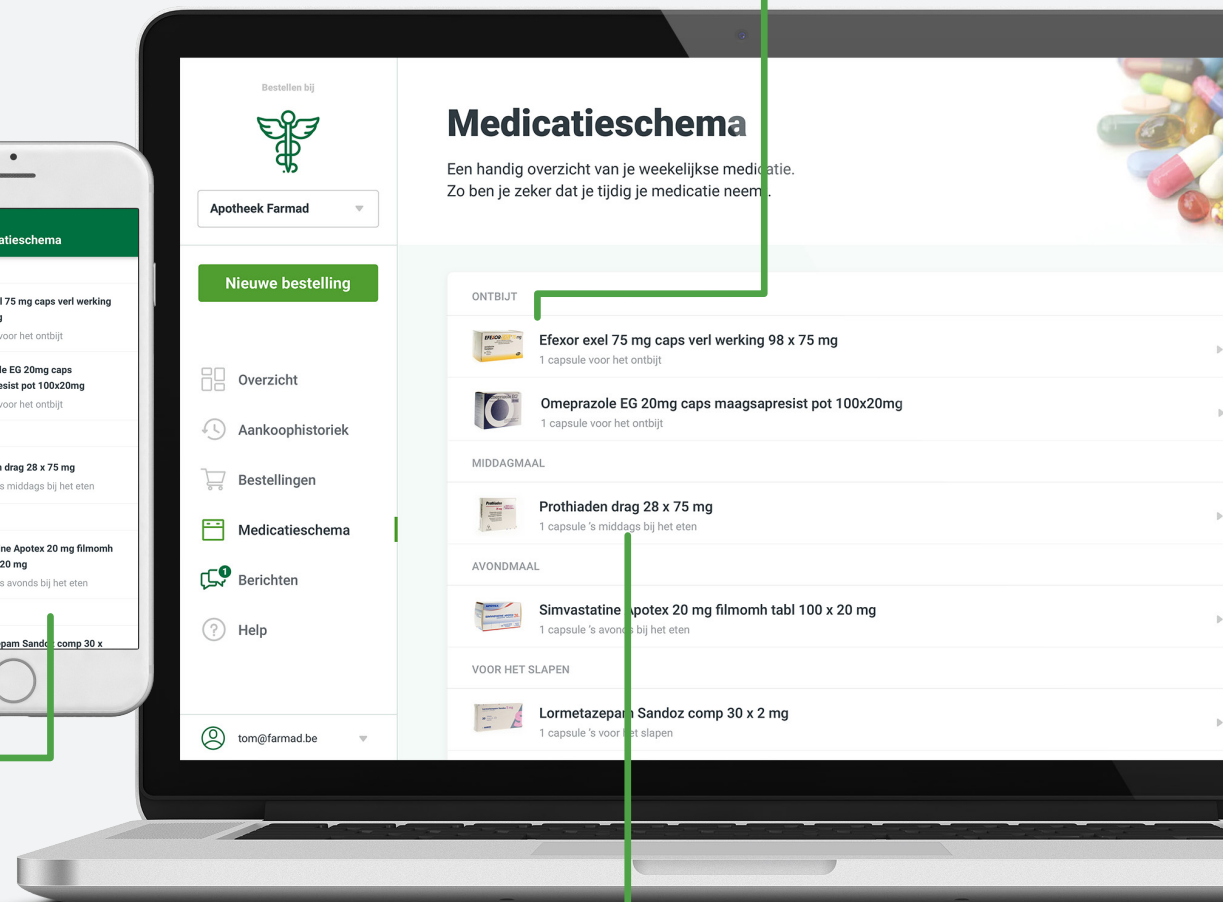 Bestellen bij
Apotheek Farmad
Nieuwe bestelling
Overzicht
Aankoophistoriek
Bestellingen
Medicatieschema
1
Berichten
Help
tom@farmad.be
Medicatieschema
Een handig overzicht van je weekelijkse medicatie.
Zo ben je zeker dat je tijdig je medicatie neemt.
ONTBIJT
Efexor exel 75 mg caps verl werking 98 x 75 mg
1 capsule voor het ontbijt
Omeprazole EG 20mg caps maagsapresist pot 100x20mg
1 capsule voor het ontbijt
MIDDAGMAAL
Prothiaden drag 28 x 75 mg
1 capsule 's middags bij het eten
AVONDMAAL
Simvastatine Apotex 20 mg filmomh tabl 100 x 20 mg
1 capsule 's avonds bij het eten
VOOR HET SLAPEN
Lormetazepam Sandoz comp 30 x 2 mg
1 capsule 's voor het slapen
atieschema
l 75 mg caps verl werking
g
voor het ontbijt
le EG 20mg caps
esist pot 100x20mg
voor het ontbijt
n drag 28 x 75 mg
s middags bij het eten
ne Apotex 20 mg filmomh
20 mg
s avonds bij het eten
epam Sandoz comp 30 x